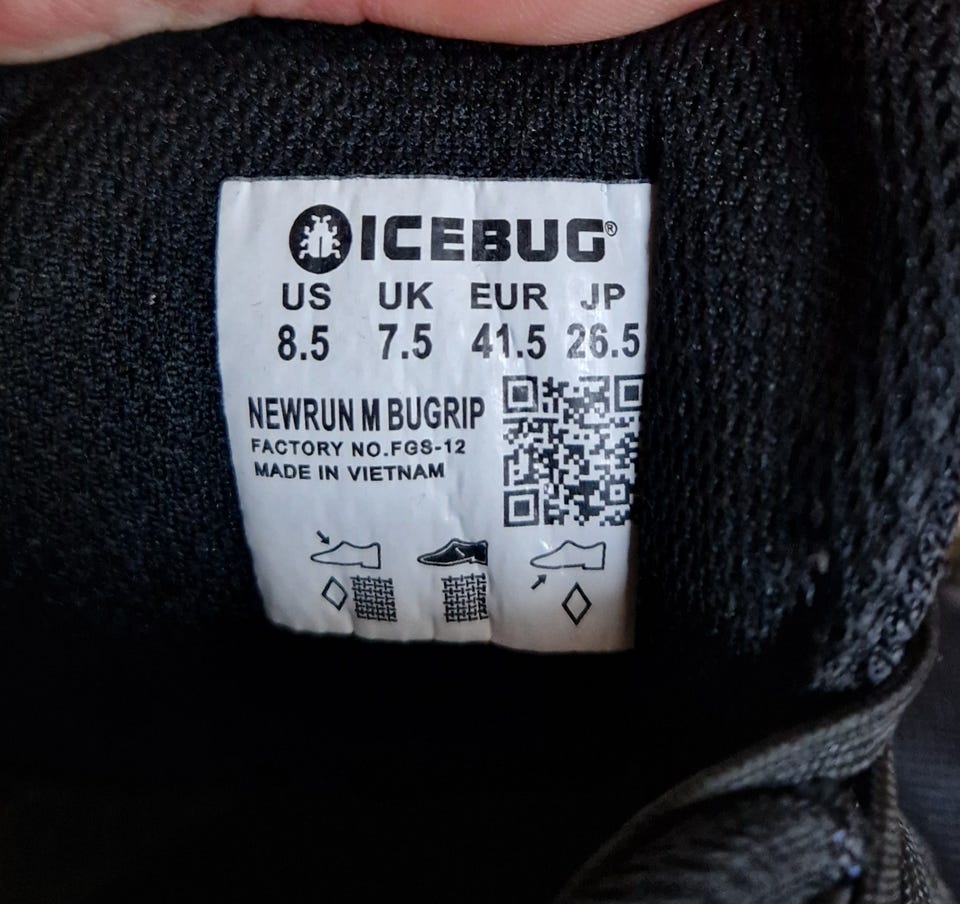 ICEBUG®
US UK EUR JP
8.5 7.5 41.5 26.5
NEWRUN M BUGRIP
FACTORY NO.FGS-12
MADE IN VIETNAM